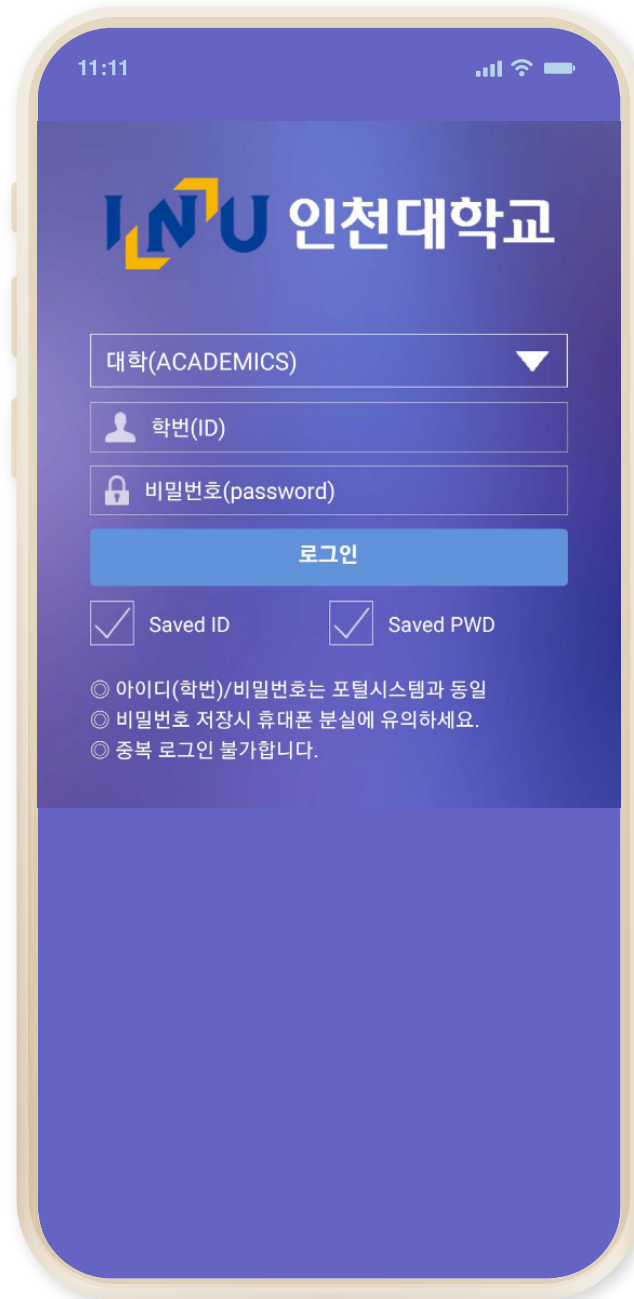 11:11
INU 인천대학교
대학(ACADEMICS)
학번(ID)
비밀번호(password)
로그인
Saved ID Saved PWD
◎ 아이디(학번)/비밀번호는 포털시스템과 동일
◎ 비밀번호 저장시 휴대폰 분실에 유의하세요.
◎ 중복 로그인 불가합니다.